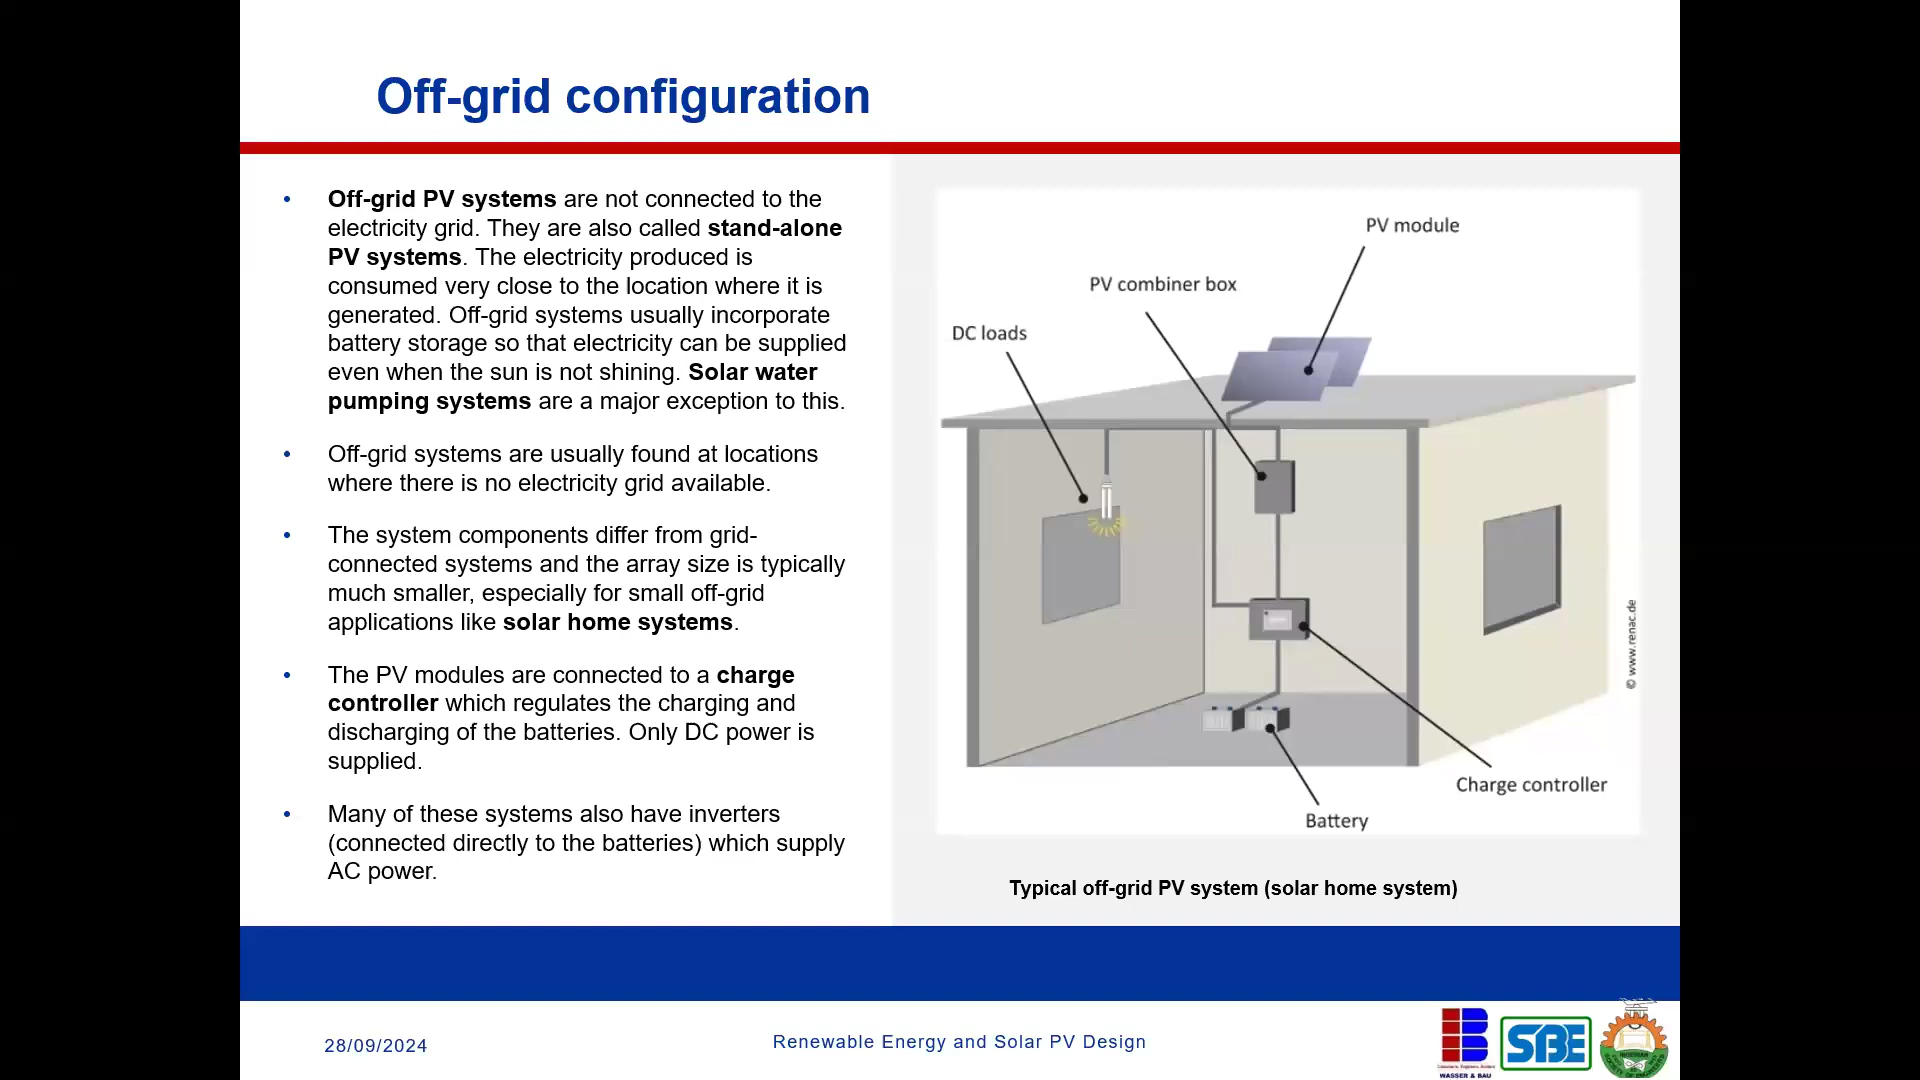 Off-grid configuration
• Off-grid PV systems are not connected to the
electricity grid. They are also called stand-alone
PV systems. The electricity produced is
consumed very close to the location where it is
generated. Off-grid systems usually incorporate
battery storage so that electricity can be supplied
even when the sun is not shining. Solar water
pumping systems are a major exception to this.
• Off-grid systems are usually found at locations
where there is no electricity grid available.
• The system components differ from grid-
connected systems and the array size is typically
much smaller, especially for small off-grid
applications like solar home systems.
• The PV modules are connected to a charge
controller which regulates the charging and
discharging of the batteries. Only DC power is
supplied.
• Many of these systems also have inverters
(connected directly to the batteries) which supply
AC power.
PV module
PV combiner box
DC loads
© www.renac.de
Charge controller
Battery
Typical off-grid PV system (solar home system)
28/09/2024
Renewable Energy and Solar PV Design
WASSER & BAU
SBE